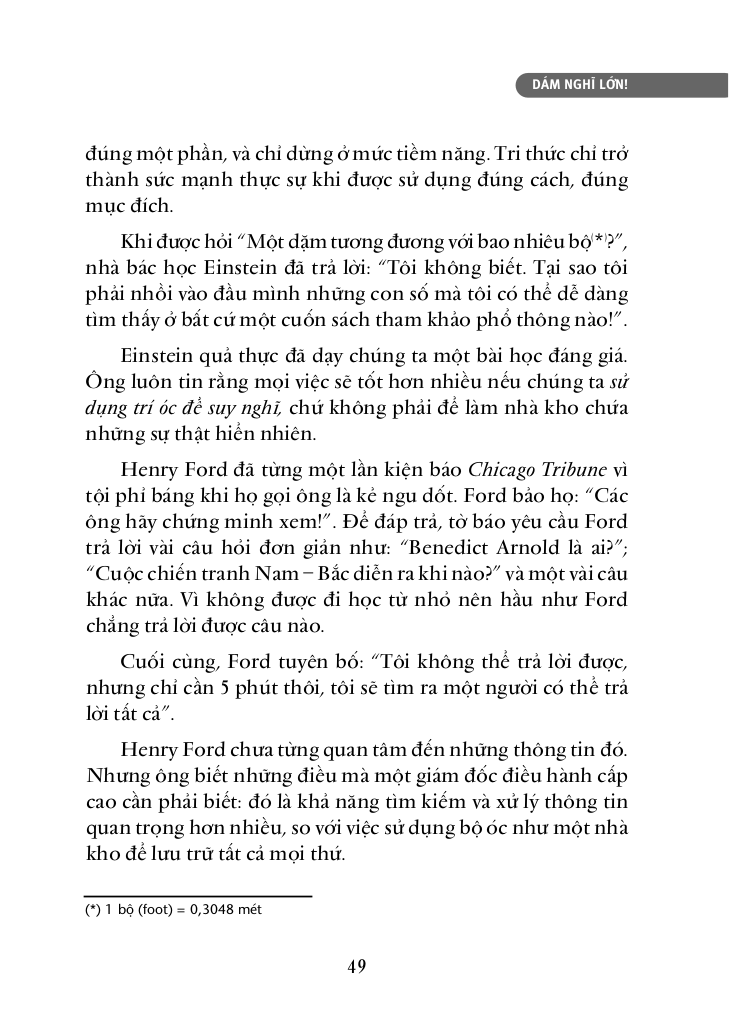 DÁM NGHĨ LỚN!
đúng một phần, và chỉ dừng ở mức tiềm năng. Tri thức chỉ trở
thành sức mạnh thực sự khi được sử dụng đúng cách, đúng
mục đích.
Khi được hỏi “Một dặm tương đương với bao nhiêu bộ(*)?”,
nhà bác học Einstein đã trả lời: “Tôi không biết. Tại sao tôi
phải nhồi vào đầu mình những con số mà tôi có thể dễ dàng
tìm thấy ở bất cứ một cuốn sách tham khảo phổ thông nào!”.
Einstein quả thực đã dạy chúng ta một bài học đáng giá.
Ông luôn tin rằng mọi việc sẽ tốt hơn nhiều nếu chúng ta sử
dụng trí óc để suy nghĩ, chứ không phải để làm nhà kho chứa
những sự thật hiển nhiên.
Henry Ford đã từng một lần kiện báo Chicago Tribune vì
tội phỉ báng khi họ gọi ông là kẻ ngu dốt. Ford bảo họ: “Các
ông hãy chứng minh xem!”. Để đáp trả, tờ báo yêu cầu Ford
trả lời vài câu hỏi đơn giản như: “Benedict Arnold là ai?”;
“Cuộc chiến tranh Nam – Bắc diễn ra khi nào?” và một vài câu
khác nữa. Vì không được đi học từ nhỏ nên hầu như Ford
chẳng trả lời được câu nào.
Cuối cùng, Ford tuyên bố: “Tôi không thể trả lời được,
nhưng chỉ cần 5 phút thôi, tôi sẽ tìm ra một người có thể trả
lời tất cả”.
Henry Ford chưa từng quan tâm đến những thông tin đó.
Nhưng ông biết những điều mà một giám đốc điều hành cấp
cao cần phải biết: đó là khả năng tìm kiếm và xử lý thông tin
quan trọng hơn nhiều, so với việc sử dụng bộ óc như một nhà
kho để lưu trữ tất cả mọi thứ.
(*) 1 bộ (foot) = 0,3048 mét
49